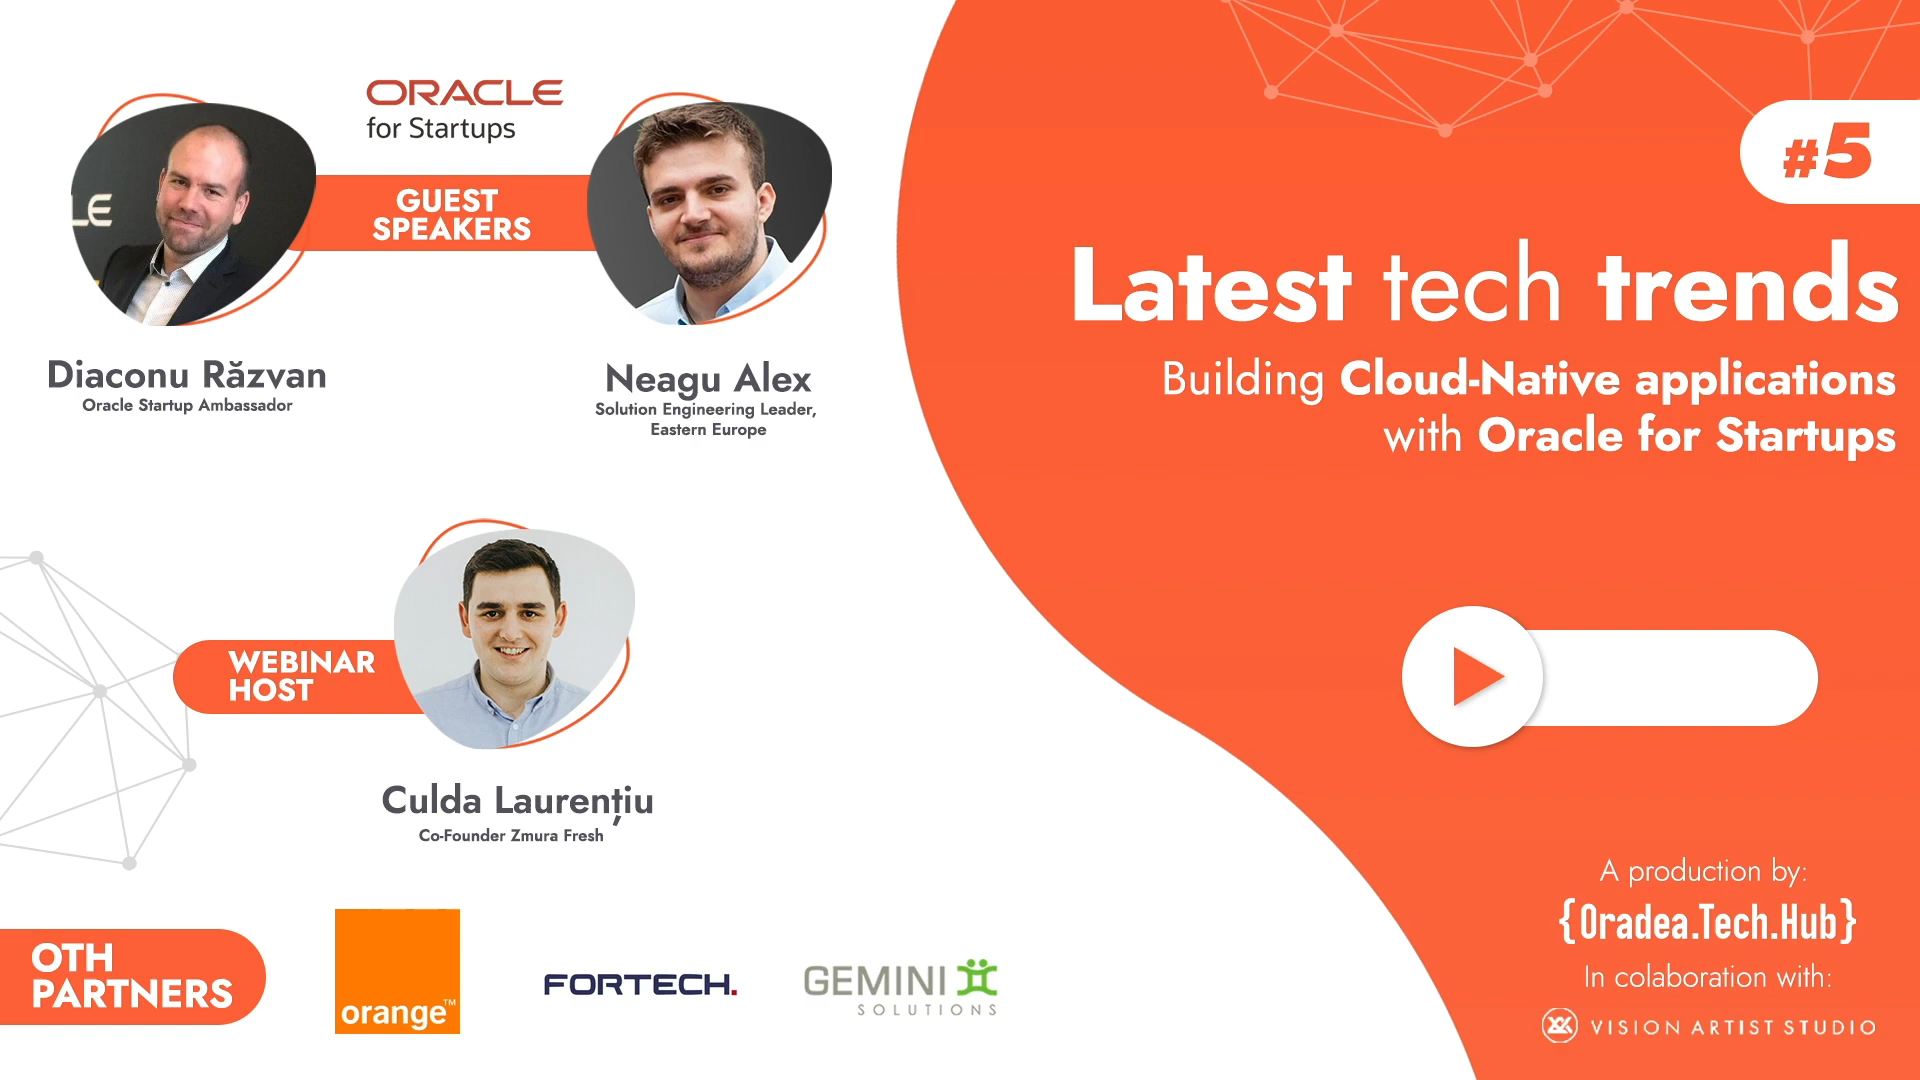 ORACLE
for Startups
LE
GUEST
SPEAKERS
Diaconu Răzvan
Oracle Startup Ambassador
Neagu Alex
Solution Engineering Leader,
Eastern Europe
#5
Latest tech trends
Building Cloud-Native applications
with Oracle for Startups
WEBINAR
HOST
Culda Laurențiu
Co-Founder Zmura Fresh
OTH
PARTNERS
orange™
FORTECH.
GEMINI
SOLUTIONS
A production by:
{Oradea.Tech.Hub}
In colaboration with:
VISION ARTIST STUDIO